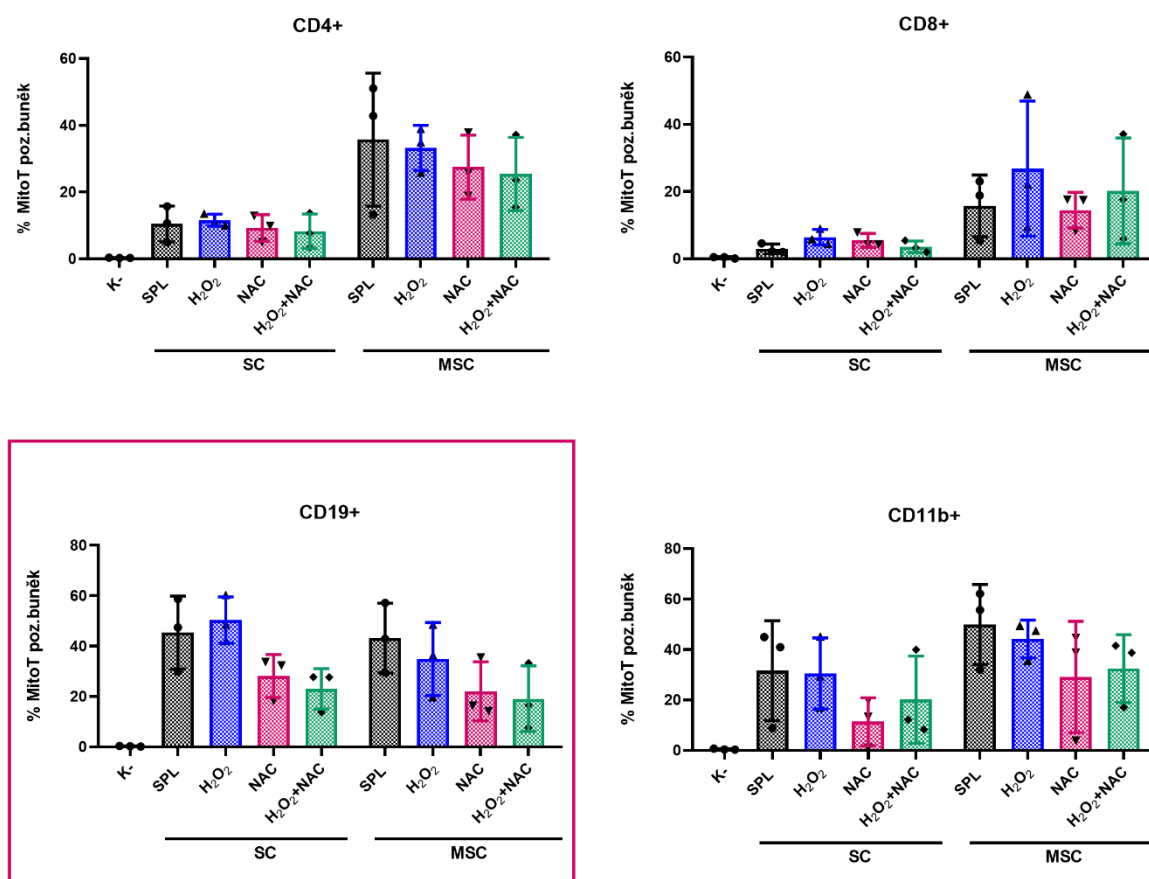 CD4+
% MitoT poz.buněk
60
40
20
0
K-
SPL
H₂O₂
NAC
H₂O₂+NAC
SPL
H₂O₂
NAC
H₂O₂+NAC
SC
MSC
CD8+
% MitoT poz.buněk
60
40
20
0
K-
SPL
H₂O₂
NAC
H₂O₂+NAC
SPL
H₂O₂
NAC
H₂O₂+NAC
SC
MSC
CD19+
% MitoT poz.buněk
80
60
40
20
0
K-
SPL
H₂O₂
NAC
H₂O₂+NAC
SPL
H₂O₂
NAC
H₂O₂+NAC
SC
MSC
CD11b+
% MitoT poz.buněk
80
60
40
20
0
K-
SPL
H₂O₂
NAC
H₂O₂+NAC
SPL
H₂O₂
NAC
H₂O₂+NAC
SC
MSC